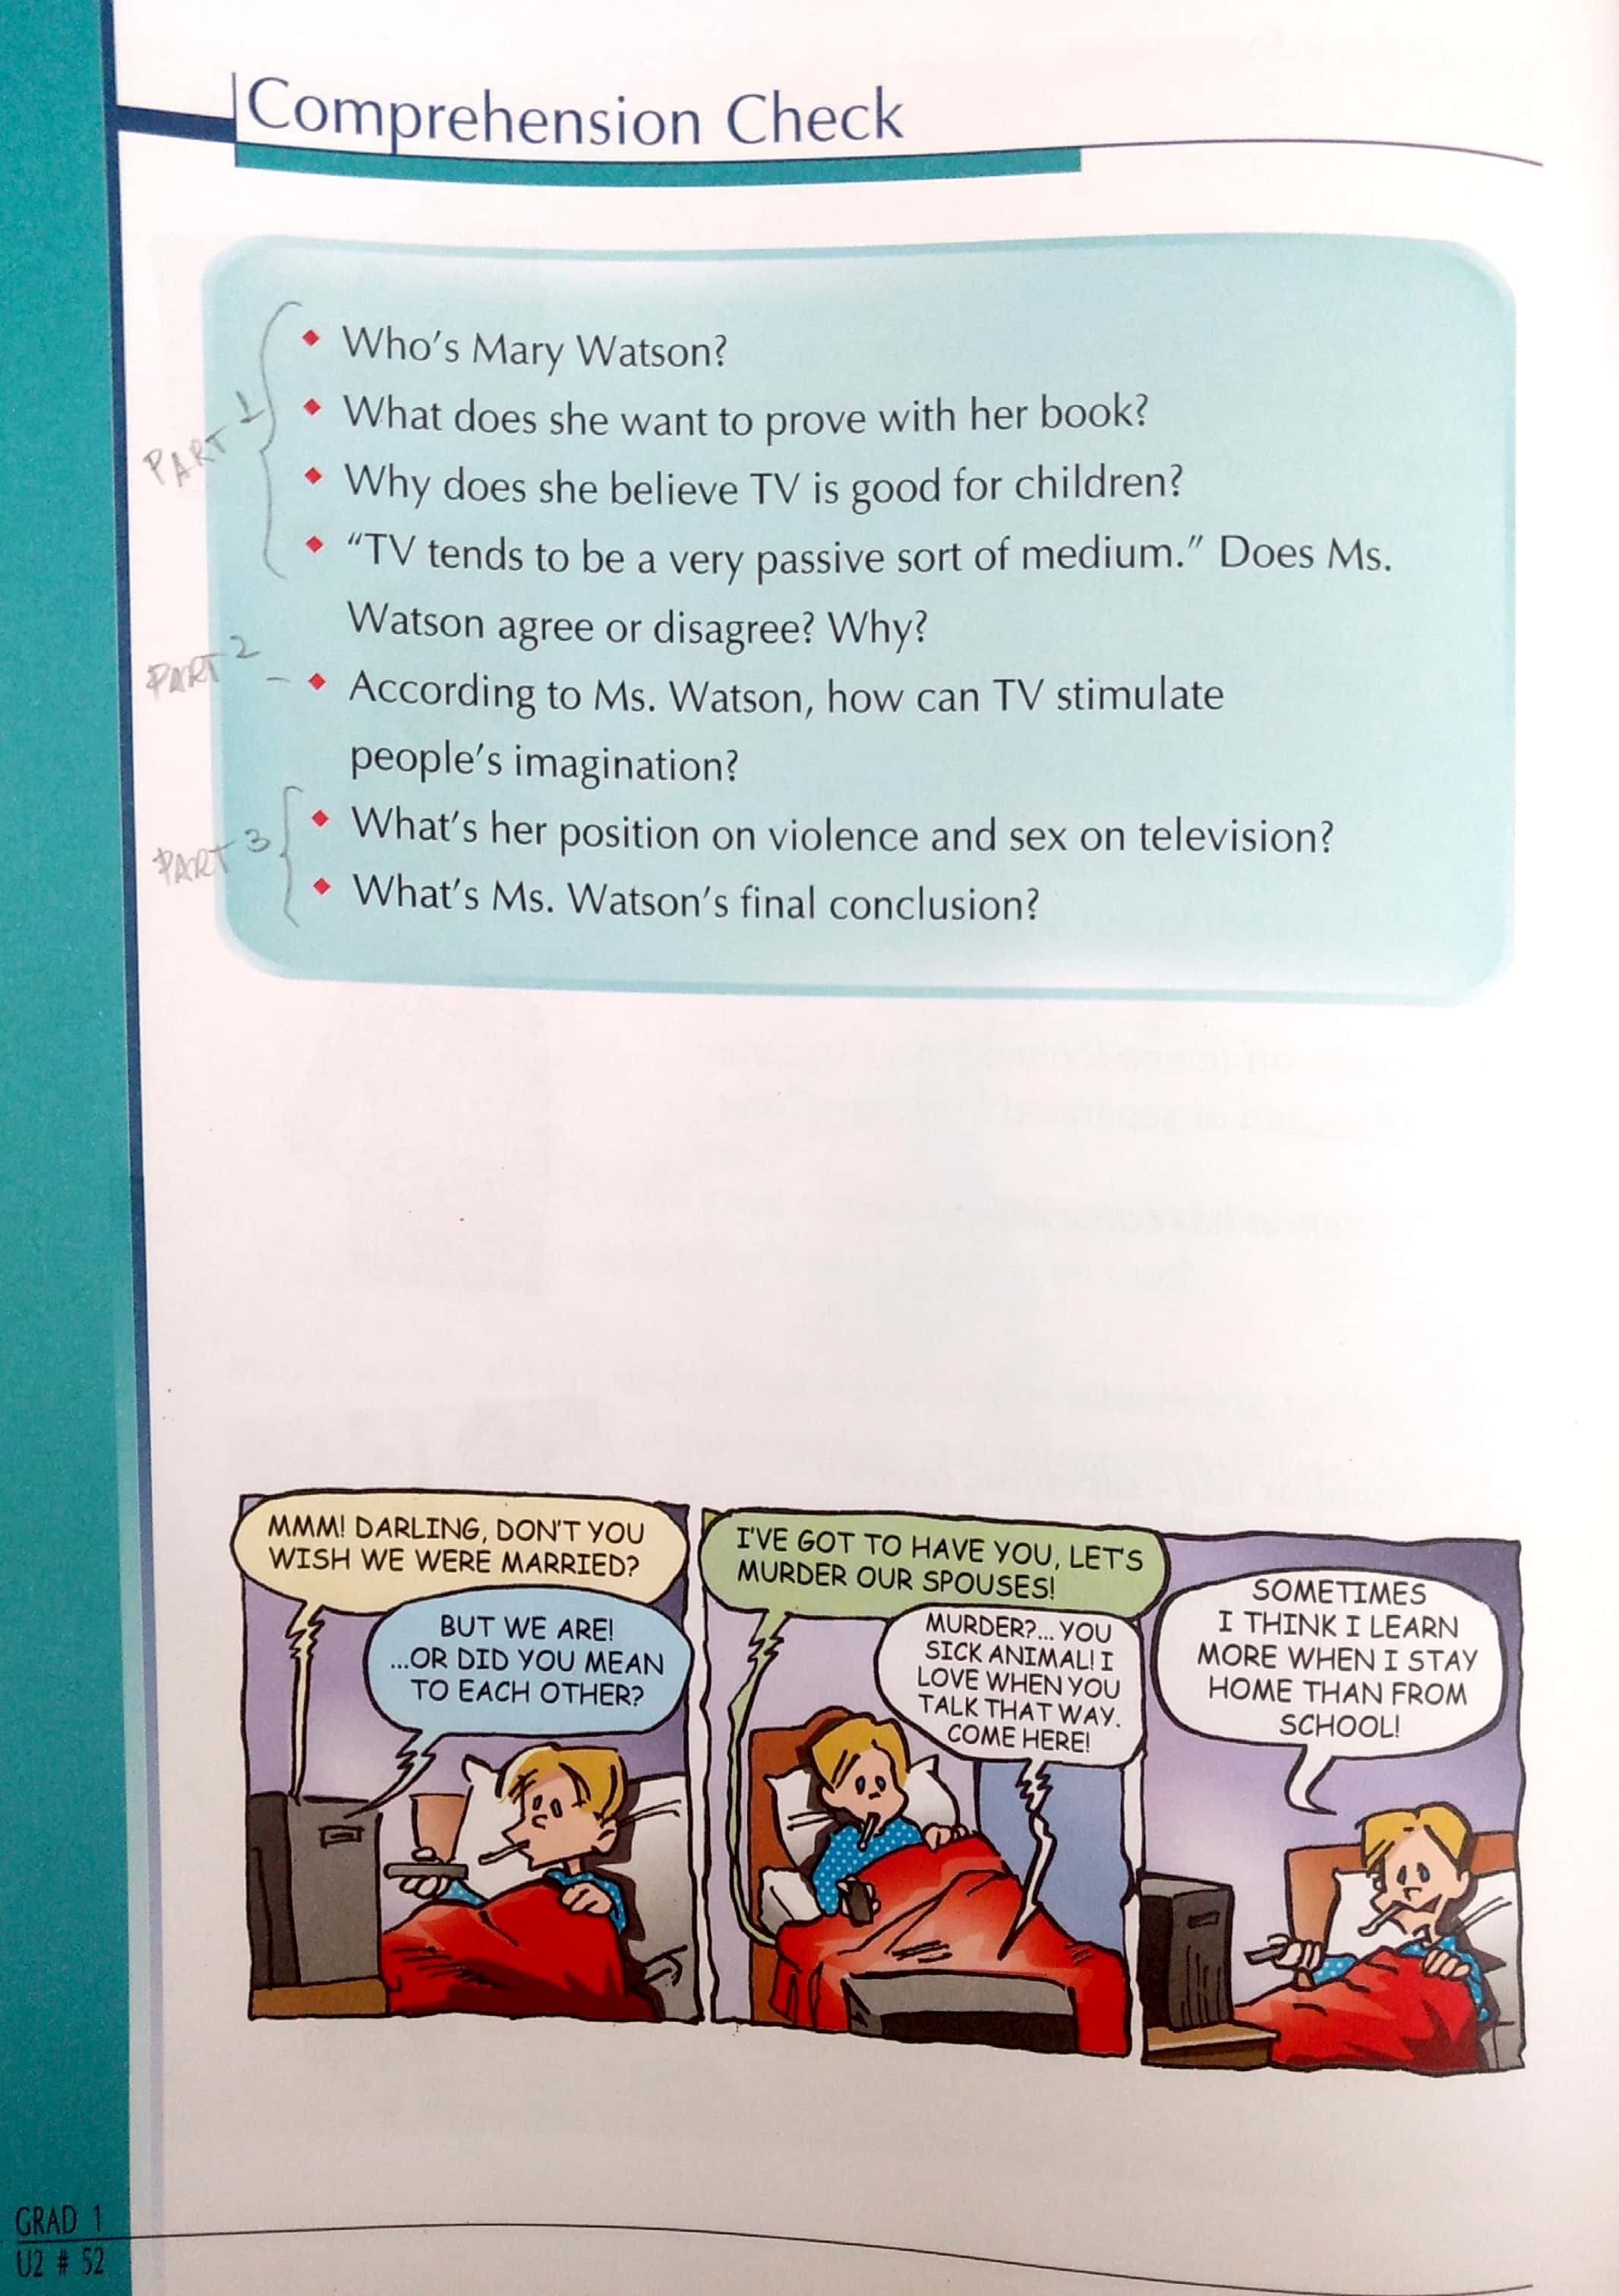 Comprehension Check
PART 1
◆ Who's Mary Watson?
◆ What does she want to prove with her book?
◆ Why does she believe TV is good for children?
◆ "TV tends to be a very passive sort of medium." Does Ms.
Watson agree or disagree? Why?
PART 2 –
◆ According to Ms. Watson, how can TV stimulate
people's imagination?
PART 3
◆ What's her position on violence and sex on television?
◆ What's Ms. Watson's final conclusion?
MMM! DARLING, DON'T YOU
WISH WE WERE MARRIED?
BUT WE ARE!
...OR DID YOU MEAN
TO EACH OTHER?
I'VE GOT TO HAVE YOU, LET'S
MURDER OUR SPOUSES!
MURDER?... YOU
SICK ANIMAL! I
LOVE WHEN YOU
TALK THAT WAY.
COME HERE!
SOMETIMES
I THINK I LEARN
MORE WHEN I STAY
HOME THAN FROM
SCHOOL!
GRAD 1
U2 # 52